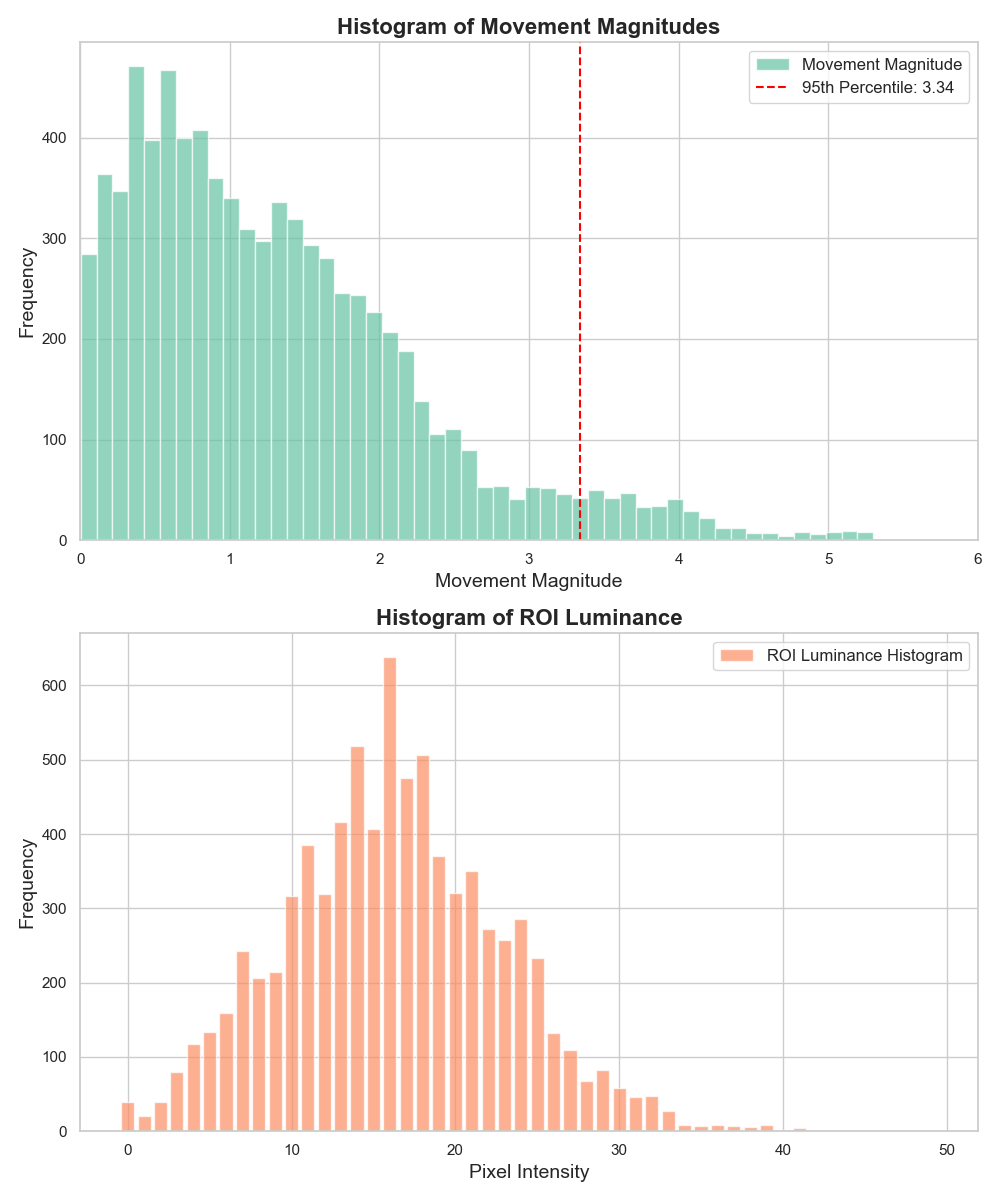 Histogram of Movement Magnitudes
Movement Magnitude
95th Percentile: 3.34
Frequency
400
300
200
100
0
0 1 2 3 4 5 6
Movement Magnitude
Histogram of ROI Luminance
ROI Luminance Histogram
Frequency
600
500
400
300
200
100
0
0 10 20 30 40 50
Pixel Intensity